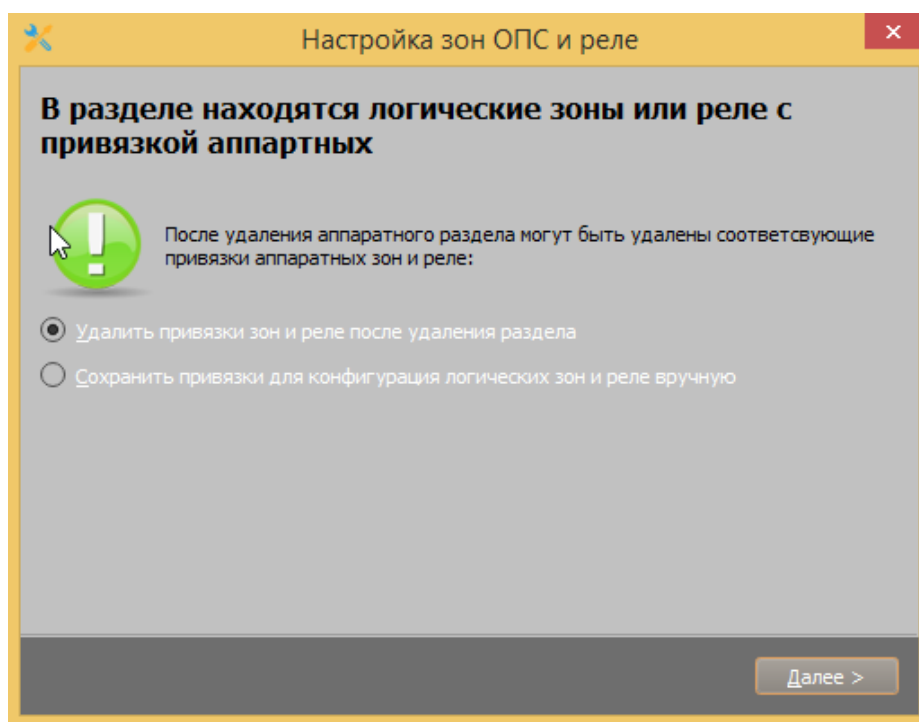 Настройка зон ОПС и реле
В разделе находятся логические зоны или реле с
привязкой аппартных
После удаления аппаратного раздела могут быть удалены соответсвующие
привязки аппаратных зон и реле:
Удалить привязки зон и реле после удаления раздела
Сохранить привязки для конфигурация логических зон и реле вручную
Далее >